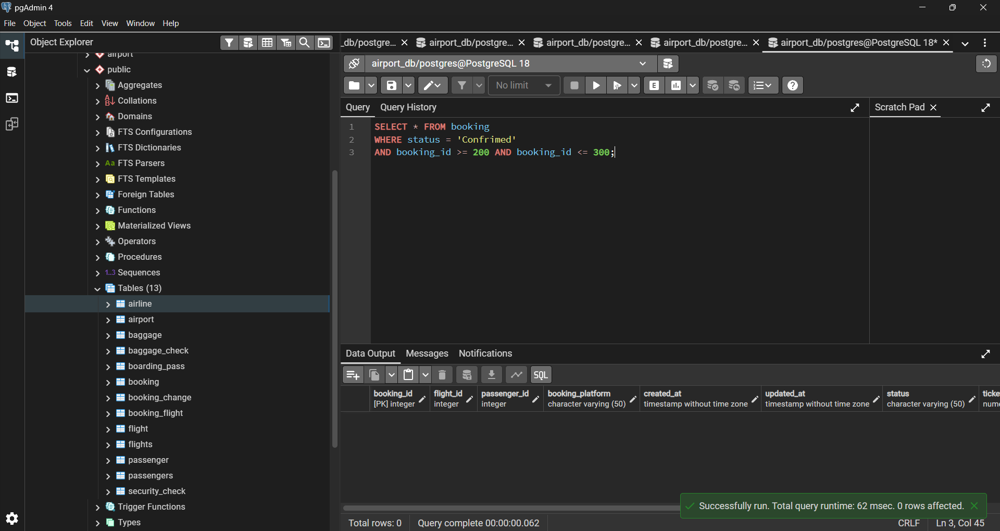 pgAdmin 4
File Object Tools Edit View Window Help
Object Explorer
_db/postgre... airport_db/postgre... airport_db/postgre... airport_db/postgre... airport_db/postgres@PostgreSQL 18*
airport
public
Aggregates
Collations
Domains
FTS Configurations
FTS Dictionaries
Aa FTS Parsers
FTS Templates
Foreign Tables
Functions
Materialized Views
Operators
Procedures
1..3 Sequences
Tables (13)
airline
airport
baggage
baggage_check
boarding_pass
booking
booking_change
booking_flight
flight
flights
passenger
passengers
security_check
Trigger Functions
Types
airport_db/postgres@PostgreSQL 18
No limit E
Query Query History
Scratch Pad
1 SELECT * FROM booking
2 WHERE status = 'Confrimed'
3 AND booking_id >= 200 AND booking_id <= 300;
Data Output Messages Notifications
SQL
booking_id flight_id passenger_id booking_platform created_at updated_at status ticke
[PK] integer integer integer character varying (50) timestamp without time zone timestamp without time zone character varying (50) num
Successfully run. Total query runtime: 62 msec. 0 rows affected.
Total rows: 0 Query complete 00:00:00.062 CRLF Ln 3, Col 45